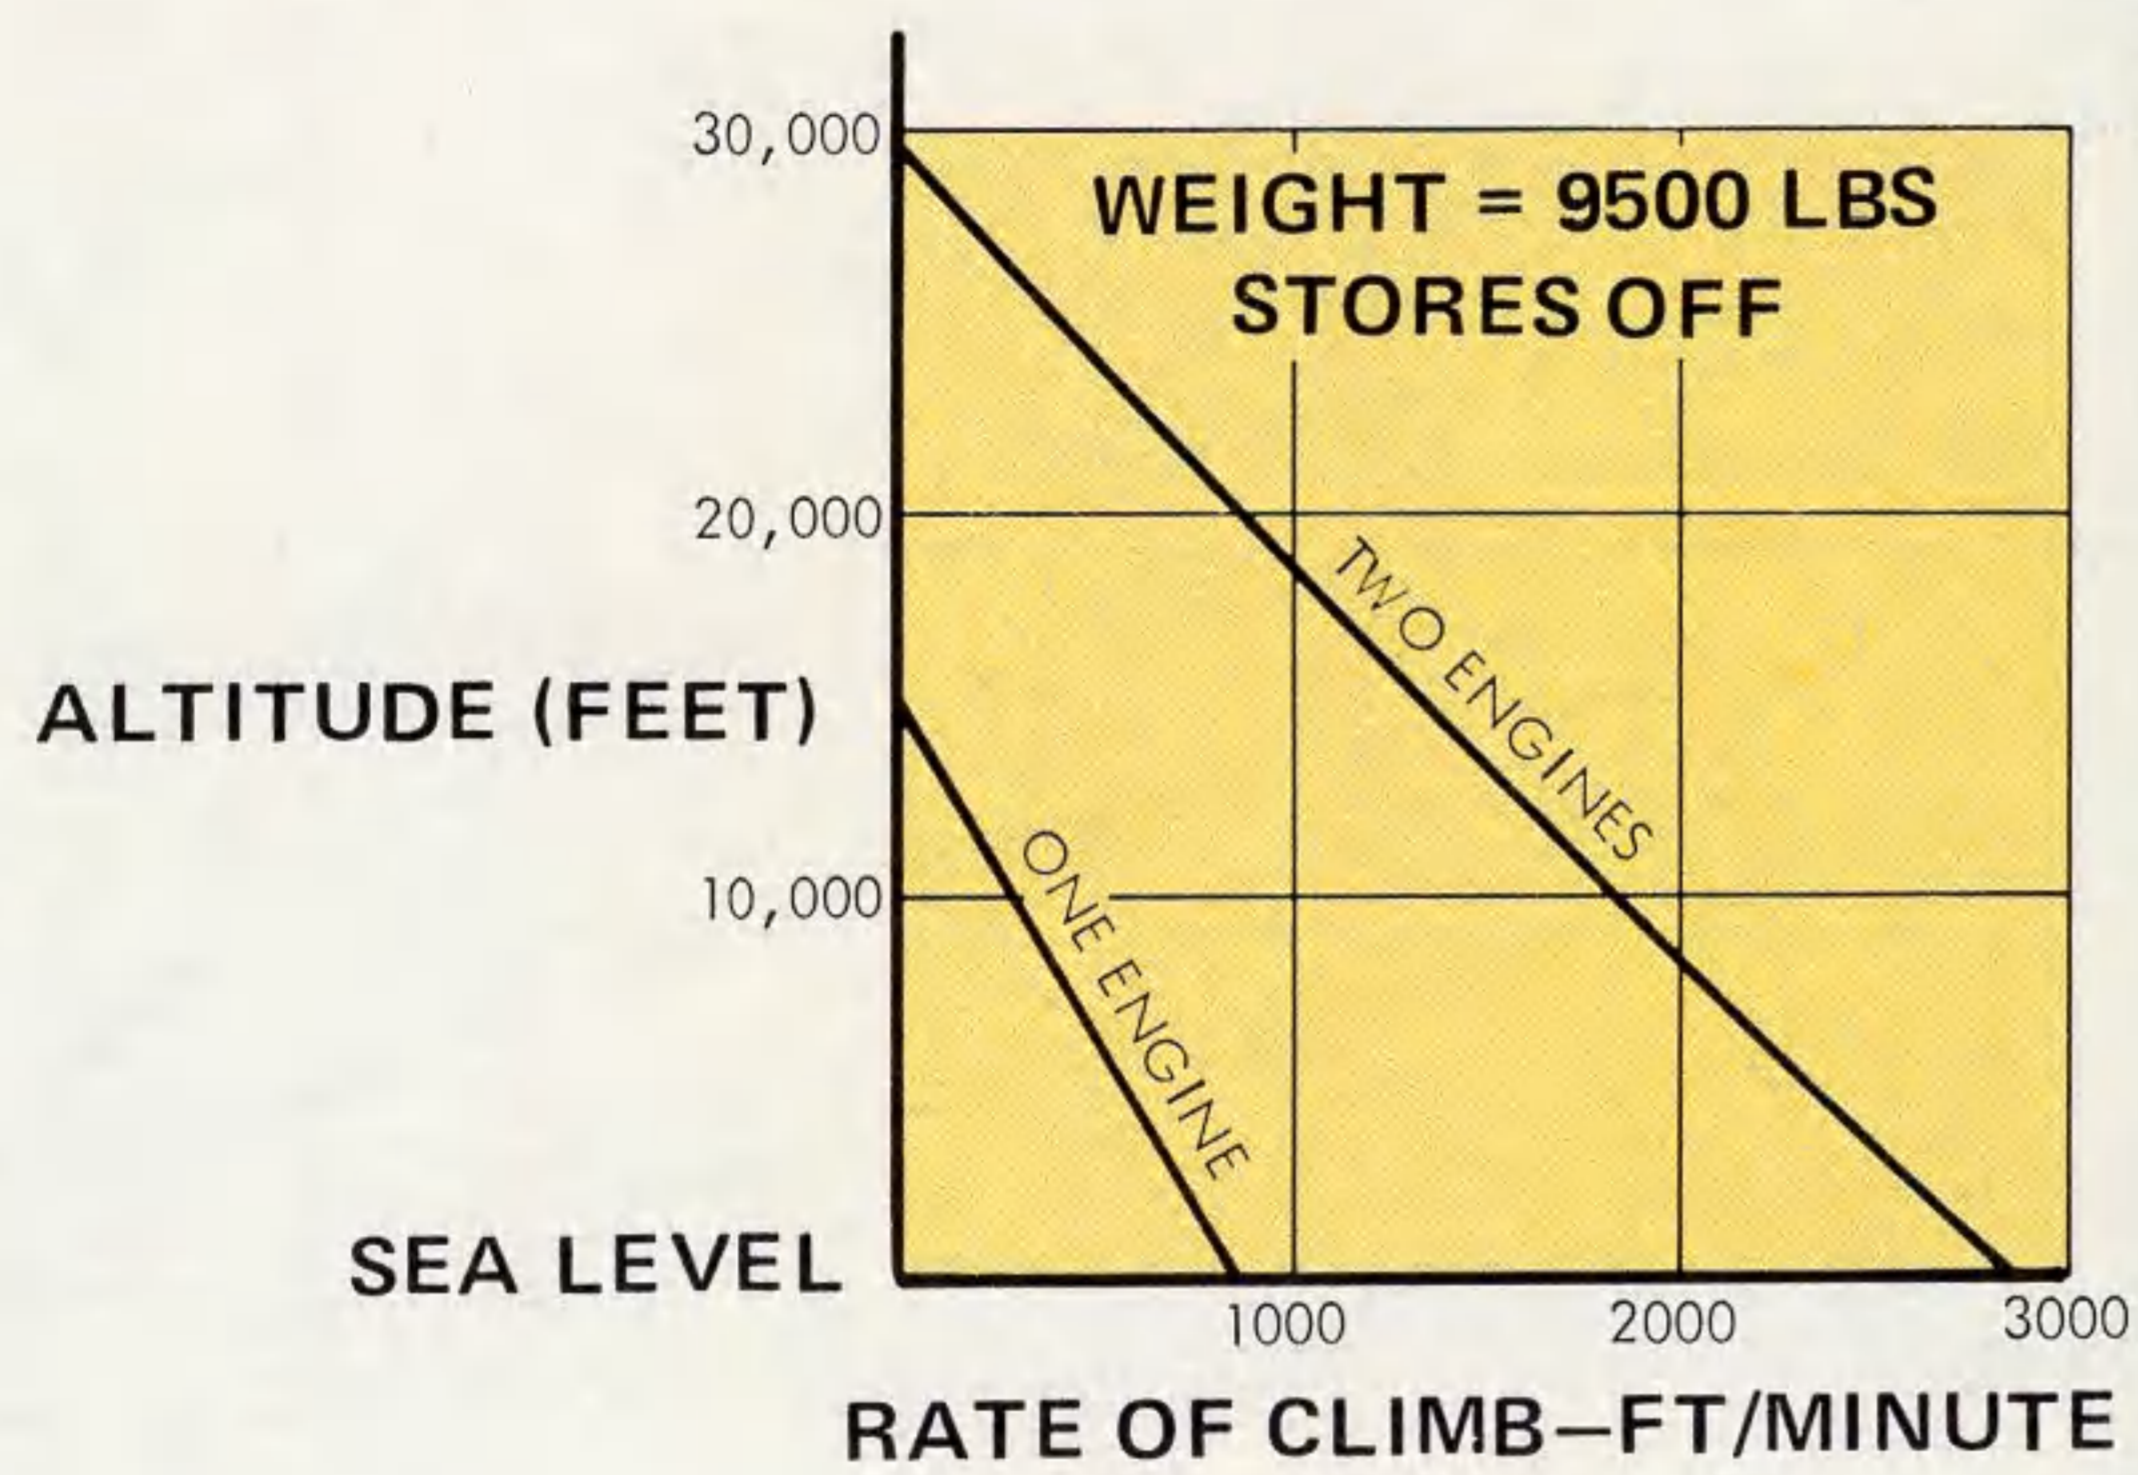 30,000
WEIGHT = 9500 LBS
STORES OFF
20,000
TWO ENGINES
ALTITUDE (FEET)
ONE ENGINE
10,000
SEA LEVEL
1000 2000 3000
RATE OF CLIMB—FT/MINUTE